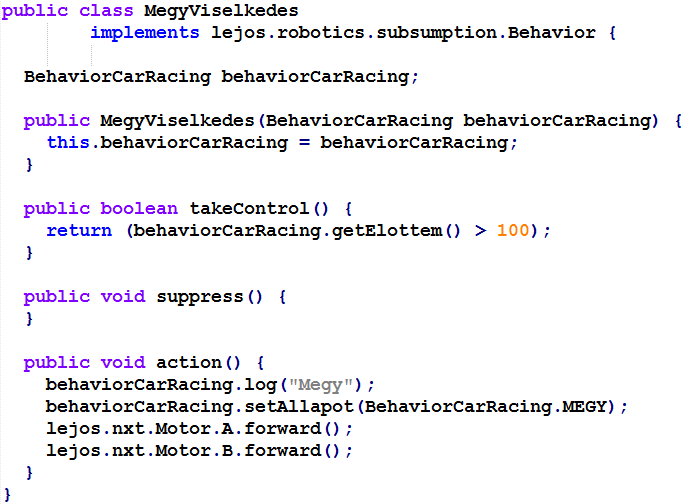 public class MegyViselkedes
implements lejos.robotics.subsumption.Behavior {
BehaviorCarRacing behaviorCarRacing;
public MegyViselkedes(BehaviorCarRacing behaviorCarRacing) {
this.behaviorCarRacing = behaviorCarRacing;
}
public boolean takeControl() {
return (behaviorCarRacing.getElottem() > 100);
}
public void suppress() {
}
public void action() {
behaviorCarRacing.log("Megy");
behaviorCarRacing.setAllapot(BehaviorCarRacing.MEGY);
lejos.nxt.Motor.A.forward();
lejos.nxt.Motor.B.forward();
}
}